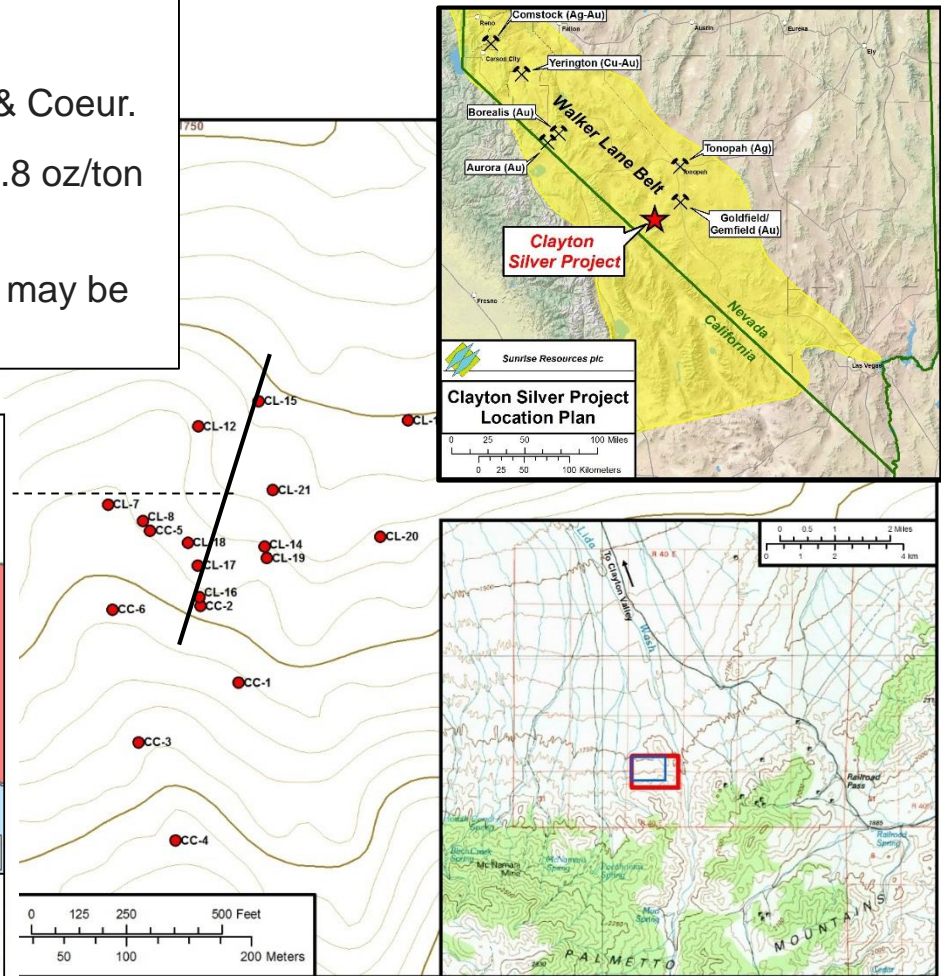 & Coeur.
.8 oz/ton
may be
1750
CL-15
CL-12
CL-21
CL-7
CL-8
CC-5
CL-18
CL-14
CL-20
CL-19
CL-17
CL-16
CC-2
CC-6
CC-1
CC-3
CC-4
0 125 250 500 Feet
50 100 200 Meters
Comstock (Ag-Au)
Reno
Fallon
Austin
Eureka
Ely
Carson City
Yerington (Cu-Au)
Borealis (Au)
Walker Lane Belt
Aurora (Au)
Tonopah (Ag)
Tonopah
Goldfield/
Gemfield (Au)
Clayton
Silver Project
Fresno
Nevada
California
Las Vegas
Sunrise Resources plc
Clayton Silver Project
Location Plan
0 25 50 100 Miles
0 25 50 100 Kilometers
0 0.5 1 2 Miles
0 1 2 4 km
Lida
Wash
To Clayton Valley
R 40 E
Railroad
Pass
1885
Railroad
Spring
McNamara
Spring
Mc Namara
Mine
Mud
Spring
PALMETTO
MOUNTAINS